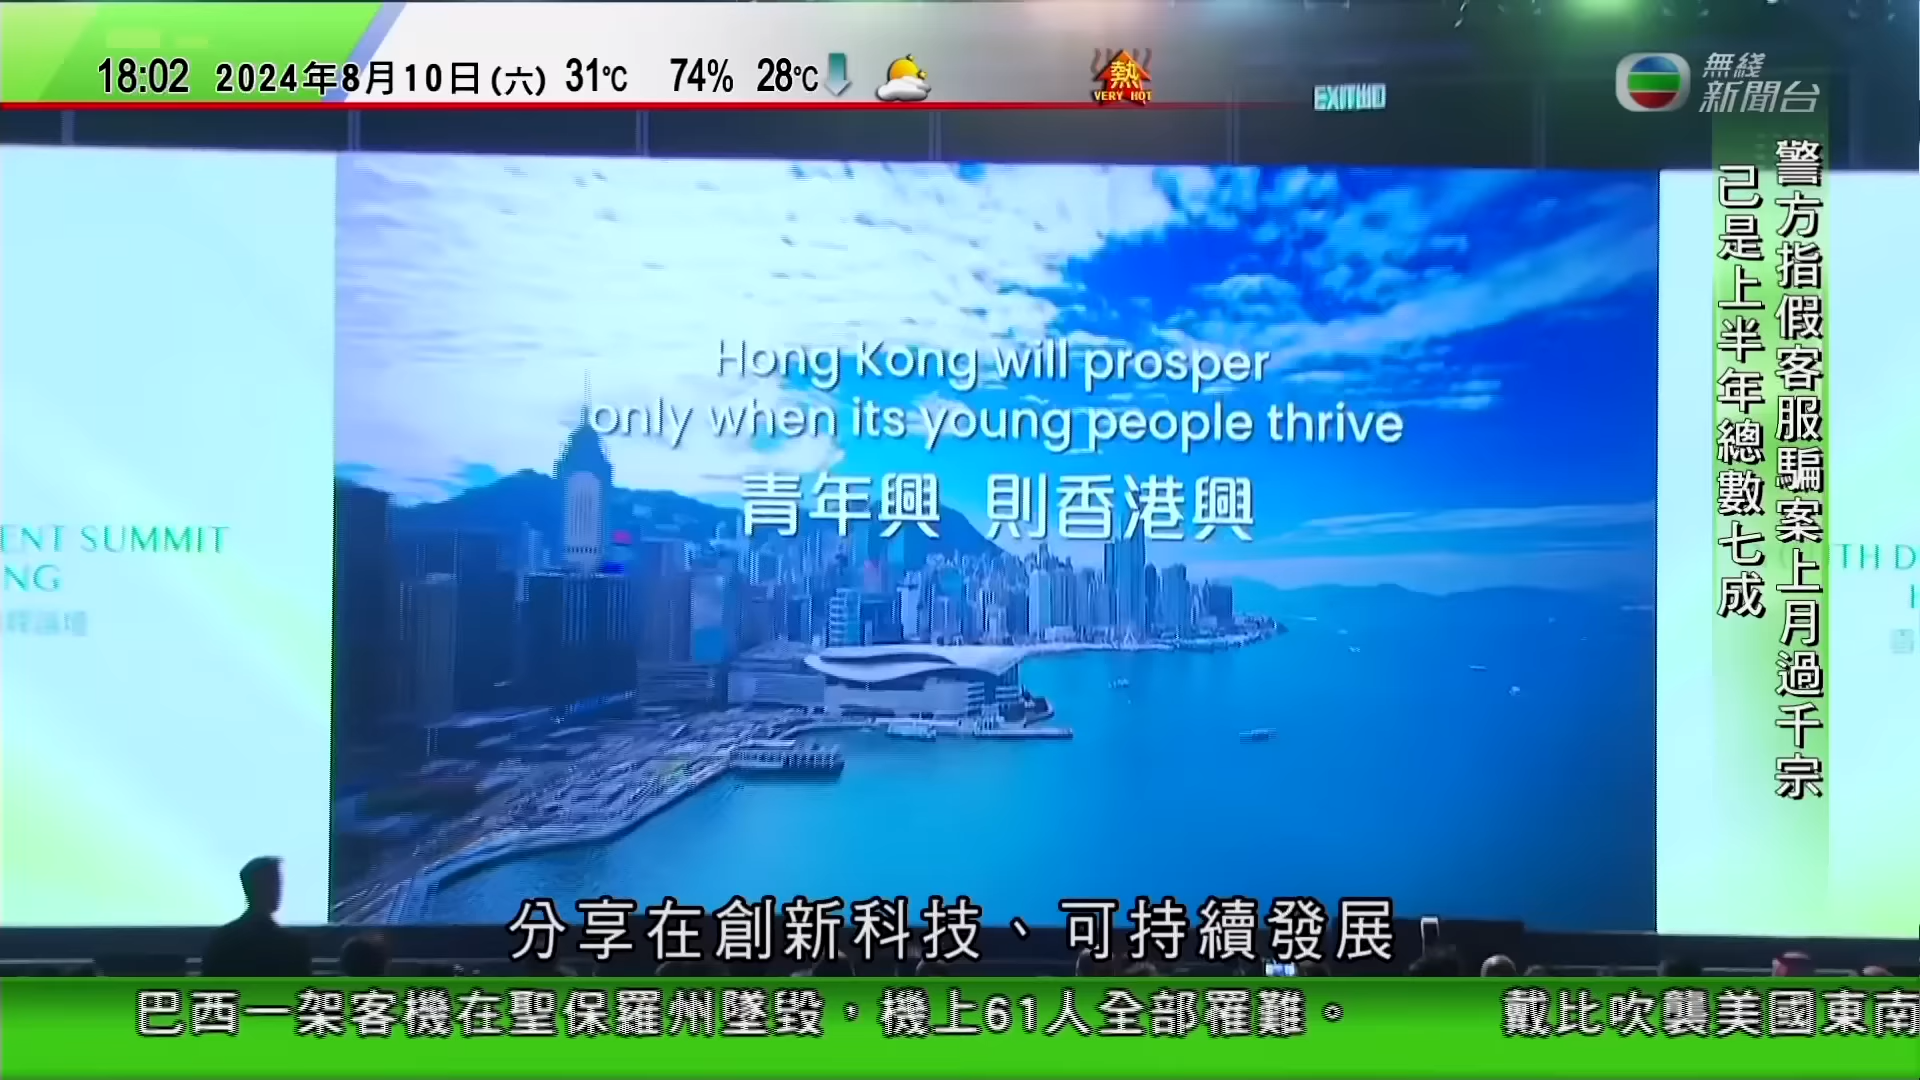 18:02 2024年8月10日(六) 31℃ 74% 28℃
熱
VERY HOT
EXIT
無綫
新聞台
警方指假客服騙案上月過千宗
已是上半年總數七成
Hong Kong will prosper
only when its young people thrive
青年興 則香港興
ENT SUMMIT
NG
TH D
分享在創新科技、可持續發展
巴西一架客機在聖保羅州墜毀，機上61人全部罹難。 戴比吹襲美國東南